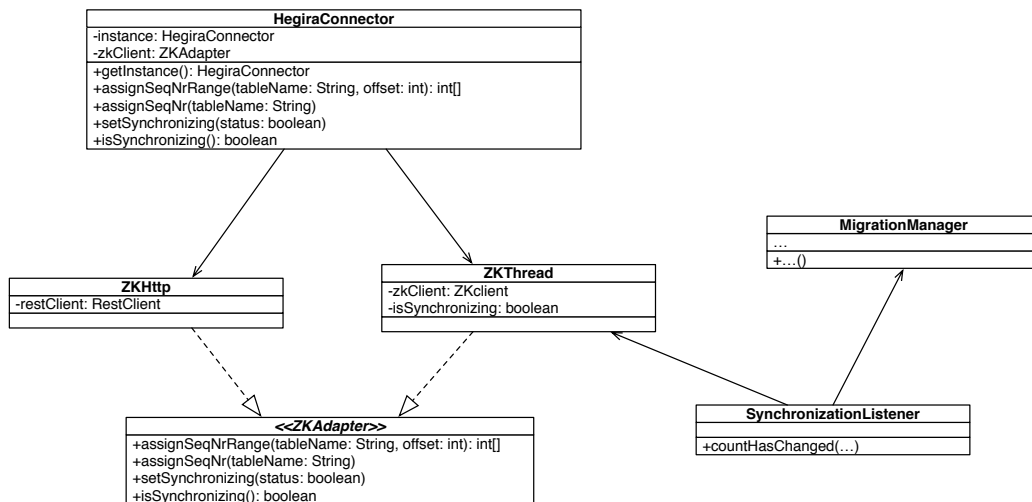 HegiraConnector
-instance: HegiraConnector
-zkClient: ZKAdapter
+getInstance(): HegiraConnector
+assignSeqNrRange(tableName: String, offset: int): int[]
+assignSeqNr(tableName: String)
+setSynchronizing(status: boolean)
+isSynchronizing(): boolean
MigrationManager
...
+...()
ZKHttp
-restClient: RestClient
ZKThread
-zkClient: ZKclient
-isSynchronizing: boolean
<<ZKAdapter>>
+assignSeqNrRange(tableName: String, offset: int): int[]
+assignSeqNr(tableName: String)
+setSynchronizing(status: boolean)
+isSynchronizing(): boolean
SynchronizationListener
+countHasChanged(...)